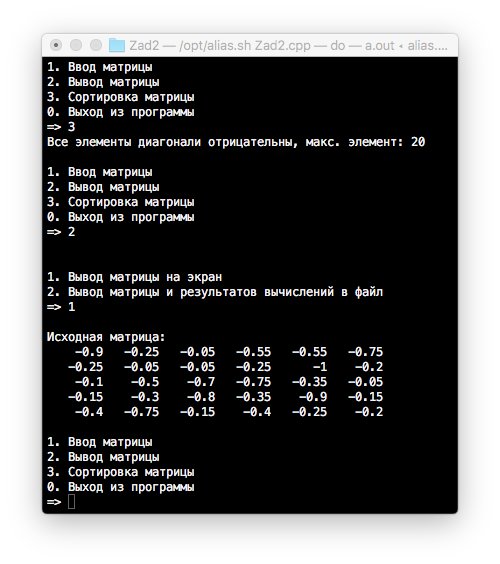 Zad2 — /opt/alias.sh Zad2.cpp — do — a.out ◂ alias....
1. Ввод матрицы
2. Вывод матрицы
3. Сортировка матрицы
0. Выход из программы
=> 3
Все элементы диагонали отрицательны, макс. элемент: 20
1. Ввод матрицы
2. Вывод матрицы
3. Сортировка матрицы
0. Выход из программы
=> 2
1. Вывод матрицы на экран
2. Вывод матрицы и результатов вычислений в файл
=> 1
Исходная матрица:
-0.9 -0.25 -0.05 -0.55 -0.55 -0.75
-0.25 -0.05 -0.05 -0.25 -1 -0.2
-0.1 -0.5 -0.7 -0.75 -0.35 -0.05
-0.15 -0.3 -0.8 -0.35 -0.9 -0.15
-0.4 -0.75 -0.15 -0.4 -0.25 -0.2
1. Ввод матрицы
2. Вывод матрицы
3. Сортировка матрицы
0. Выход из программы
=>